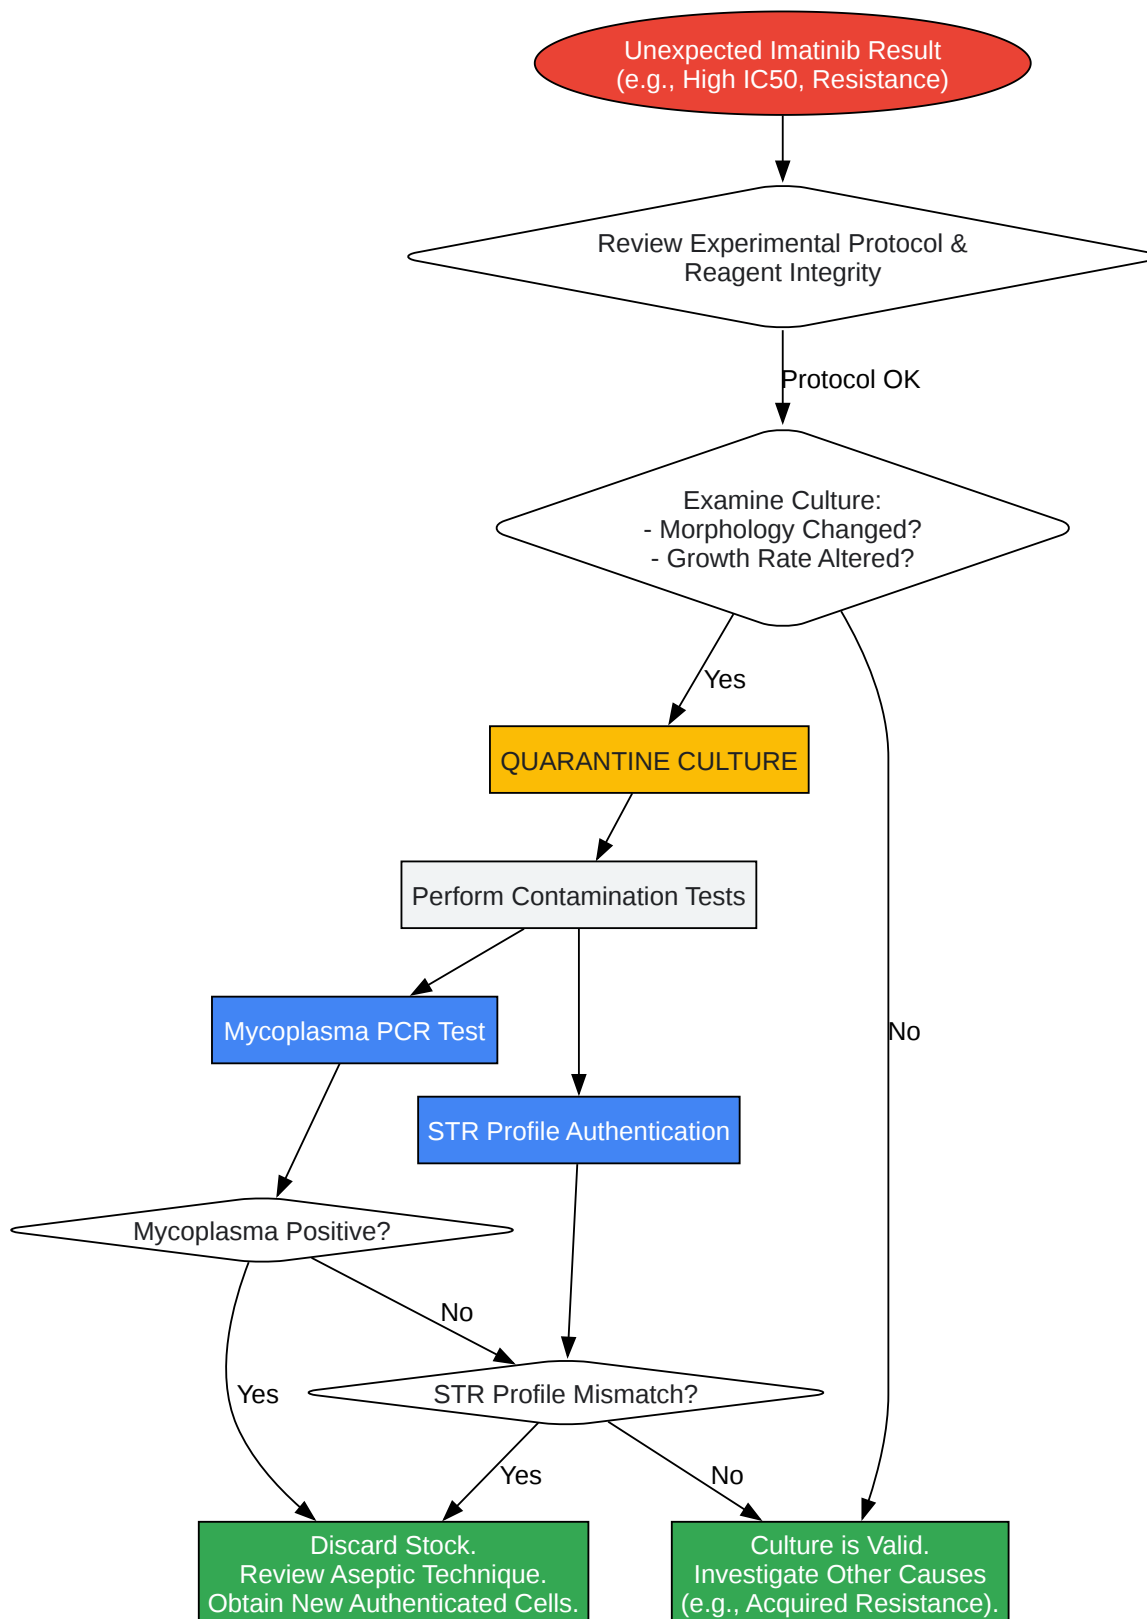 Unexpected Imatinib Result
(e.g., High IC50, Resistance)
Review Experimental Protocol &
Reagent Integrity
Protocol OK
Examine Culture:
- Morphology Changed?
- Growth Rate Altered?
Yes
QUARANTINE CULTURE
Perform Contamination Tests
Mycoplasma PCR Test
No
STR Profile Authentication
Mycoplasma Positive?
No
Yes
STR Profile Mismatch?
Yes
No
Discard Stock.
Review Aseptic Technique.
Obtain New Authenticated Cells.
Culture is Valid.
Investigate Other Causes
(e.g., Acquired Resistance).